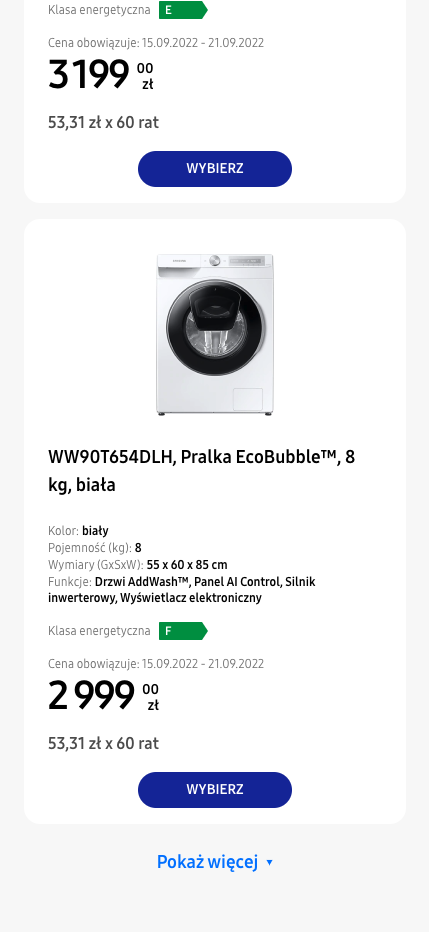 Klasa energetyczna E
Cena obowiązuje: 15.09.2022 - 21.09.2022
3 199 00 zł
53,31 zł x 60 rat
WYBIERZ
WW90T654DLH, Pralka EcoBubble™, 8
kg, biała
Kolor: biały
Pojemność (kg): 8
Wymiary (GxSxW): 55 x 60 x 85 cm
Funkcje: Drzwi AddWash™, Panel AI Control, Silnik
inwerterowy, Wyświetlacz elektroniczny
Klasa energetyczna F
Cena obowiązuje: 15.09.2022 - 21.09.2022
2 999 00 zł
53,31 zł x 60 rat
WYBIERZ
Pokaż więcej ▼